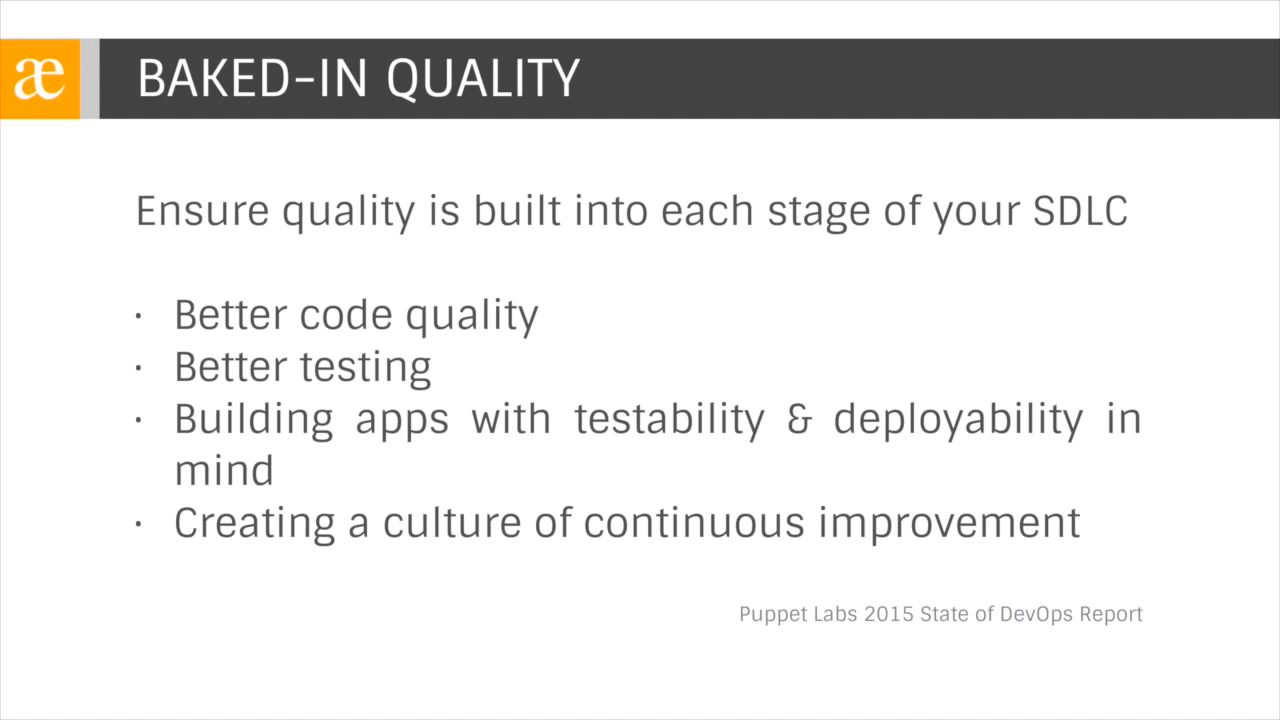 æ
BAKED-IN QUALITY
Ensure quality is built into each stage of your SDLC
· Better code quality
· Better testing
· Building apps with testability & deployability in
mind
· Creating a culture of continuous improvement
Puppet Labs 2015 State of DevOps Report